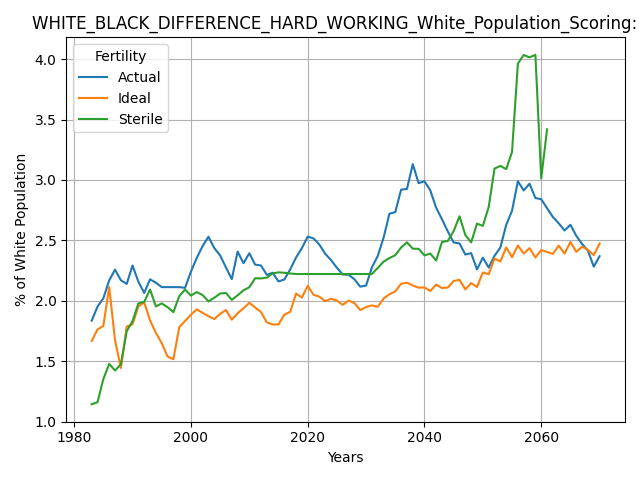 WHITE_BLACK_DIFFERENCE_HARD_WORKING_White_Population_Scoring:
Fertility
Actual
Ideal
Sterile
4.0
3.5
3.0
2.5
2.0
1.5
1.0
% of White Population
1980 2000 2020 2040 2060
Years